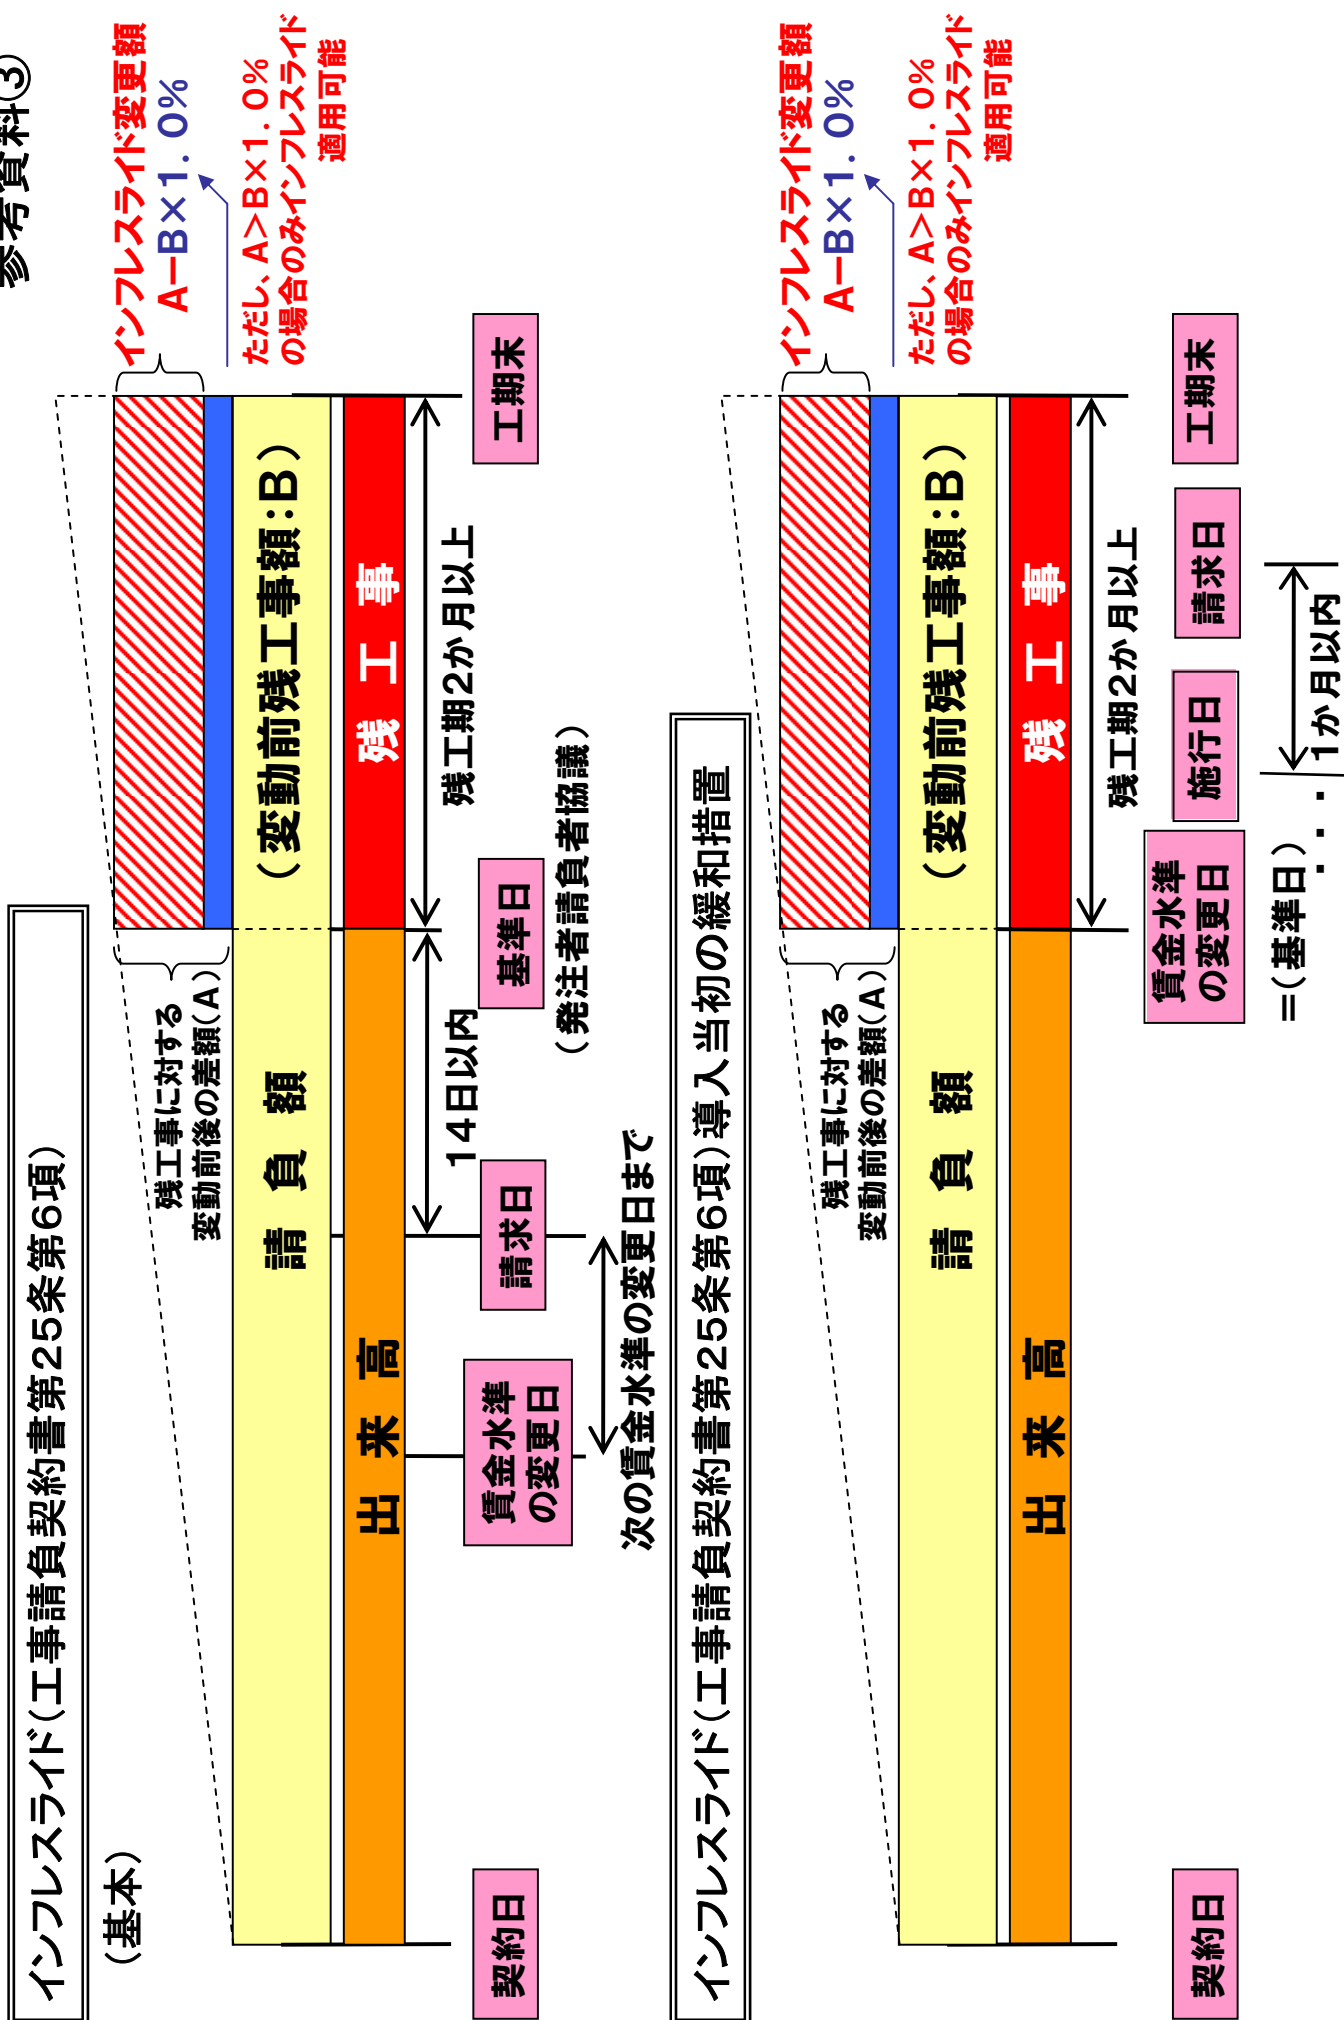 参考資料③
インフレスライド（工事請負契約書第２５条第６項）
（基本）
インフレスライド変更額
A－B×１．０％
ただし、A＞B×１．０％
の場合のみインフレスライド
適用可能
残工事に対する
変動前後の差額（A）
請　負　額
（変動前残工事額：B）
出　来　高
残　工　事
１４日以内
残工期２か月以上
契約日
賃金水準
の変更日
請求日
基準日
工期末
（発注者請負者協議）
次の賃金水準の変更日まで
インフレスライド（工事請負契約書第２５条第６項）導入当初の緩和措置
インフレスライド変更額
A－B×１．０％
ただし、A＞B×１．０％
の場合のみインフレスライド
適用可能
残工事に対する
変動前後の差額（A）
請　負　額
（変動前残工事額：B）
出　来　高
残　工　事
残工期２か月以上
契約日
賃金水準
の変更日
施行日
請求日
工期末
＝（基準日）
・・・
１か月以内